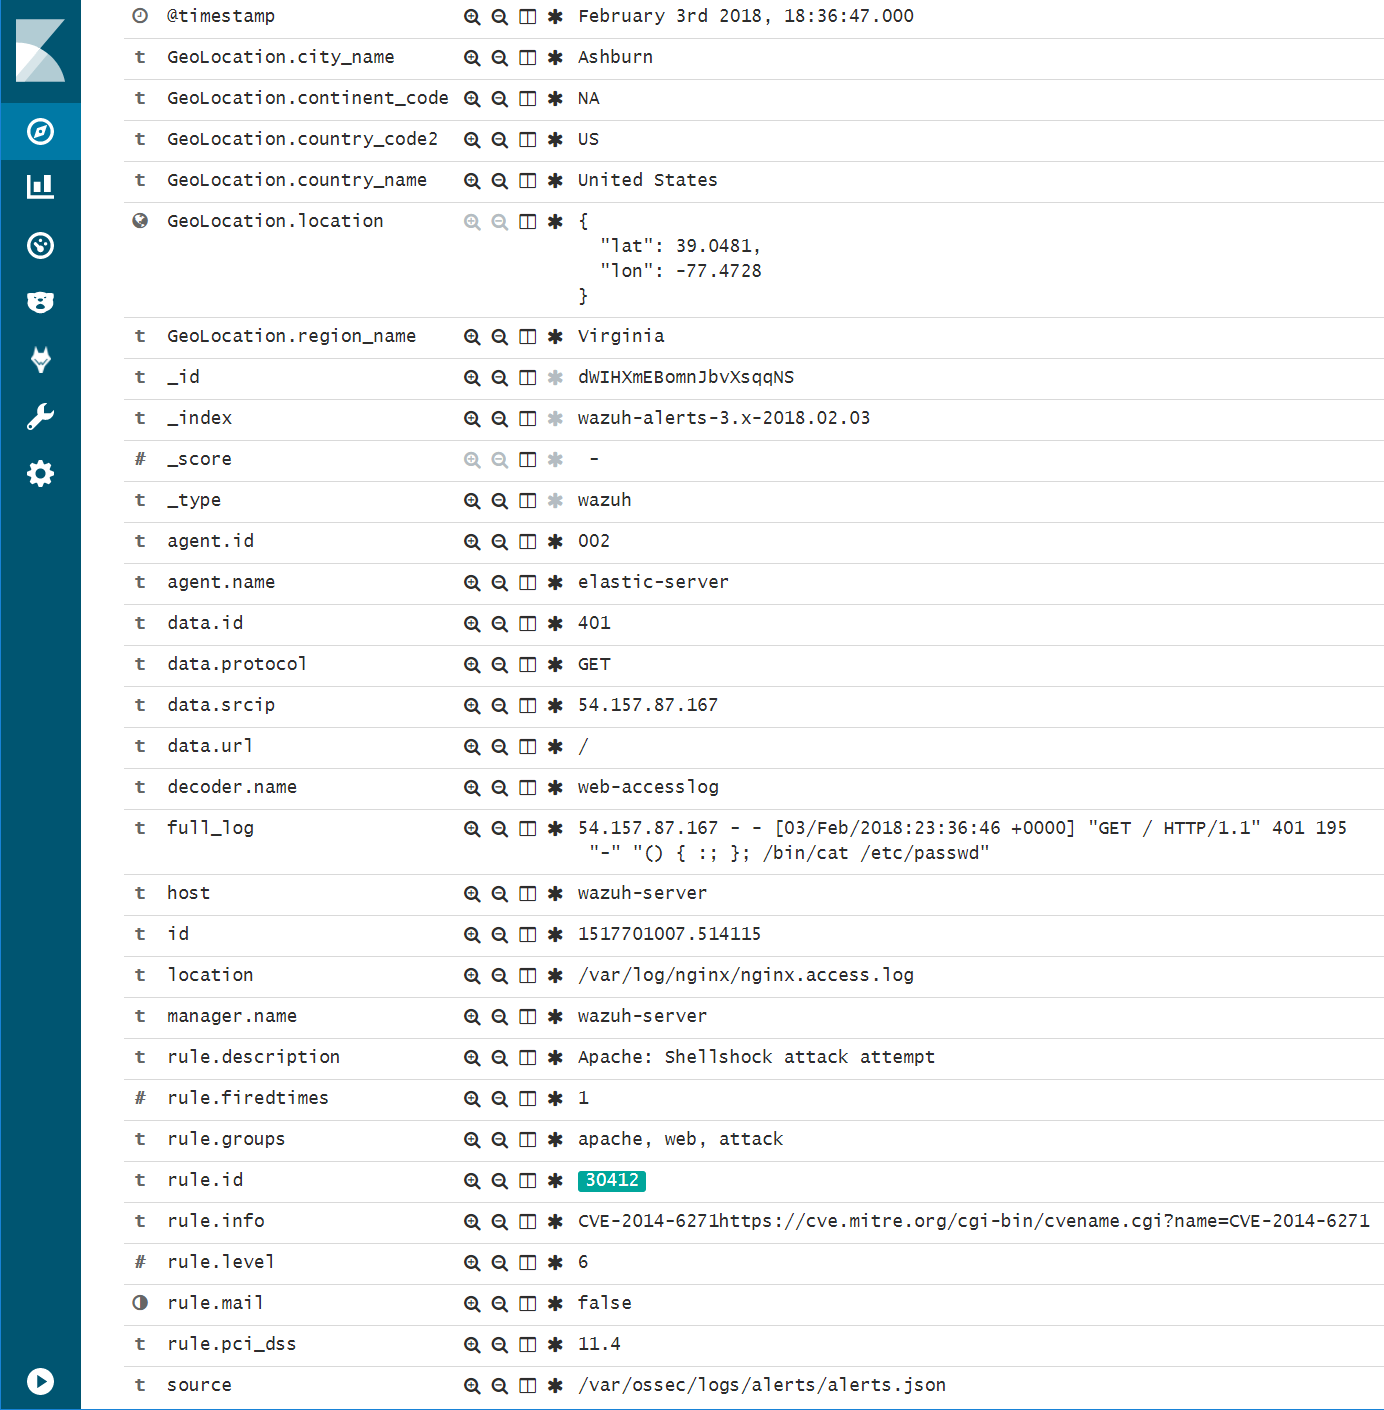 @timestamp February 3rd 2018, 18:36:47.000
t GeoLocation.city_name Ashburn
t GeoLocation.continent_code NA
t GeoLocation.country_code2 US
t GeoLocation.country_name United States
GeoLocation.location {
"lat": 39.0481,
"lon": -77.4728
}
t GeoLocation.region_name Virginia
t _id dWIHXmEBomnJbvXsqqNS
t _index wazuh-alerts-3.x-2018.02.03
# _score -
t _type wazuh
t agent.id 002
t agent.name elastic-server
t data.id 401
t data.protocol GET
t data.srcip 54.157.87.167
t data.url /
t decoder.name web-accesslog
t full_log 54.157.87.167 - - [03/Feb/2018:23:36:46 +0000] "GET / HTTP/1.1" 401 195
"-" "() { :; }; /bin/cat /etc/passwd"
t host wazuh-server
t id 1517701007.514115
t location /var/log/nginx/nginx.access.log
t manager.name wazuh-server
t rule.description Apache: Shellshock attack attempt
# rule.firedtimes 1
t rule.groups apache, web, attack
t rule.id 30412
t rule.info CVE-2014-6271https://cve.mitre.org/cgi-bin/cvename.cgi?name=CVE-2014-6271
# rule.level 6
rule.mail false
t rule.pci_dss 11.4
t source /var/ossec/logs/alerts/alerts.json